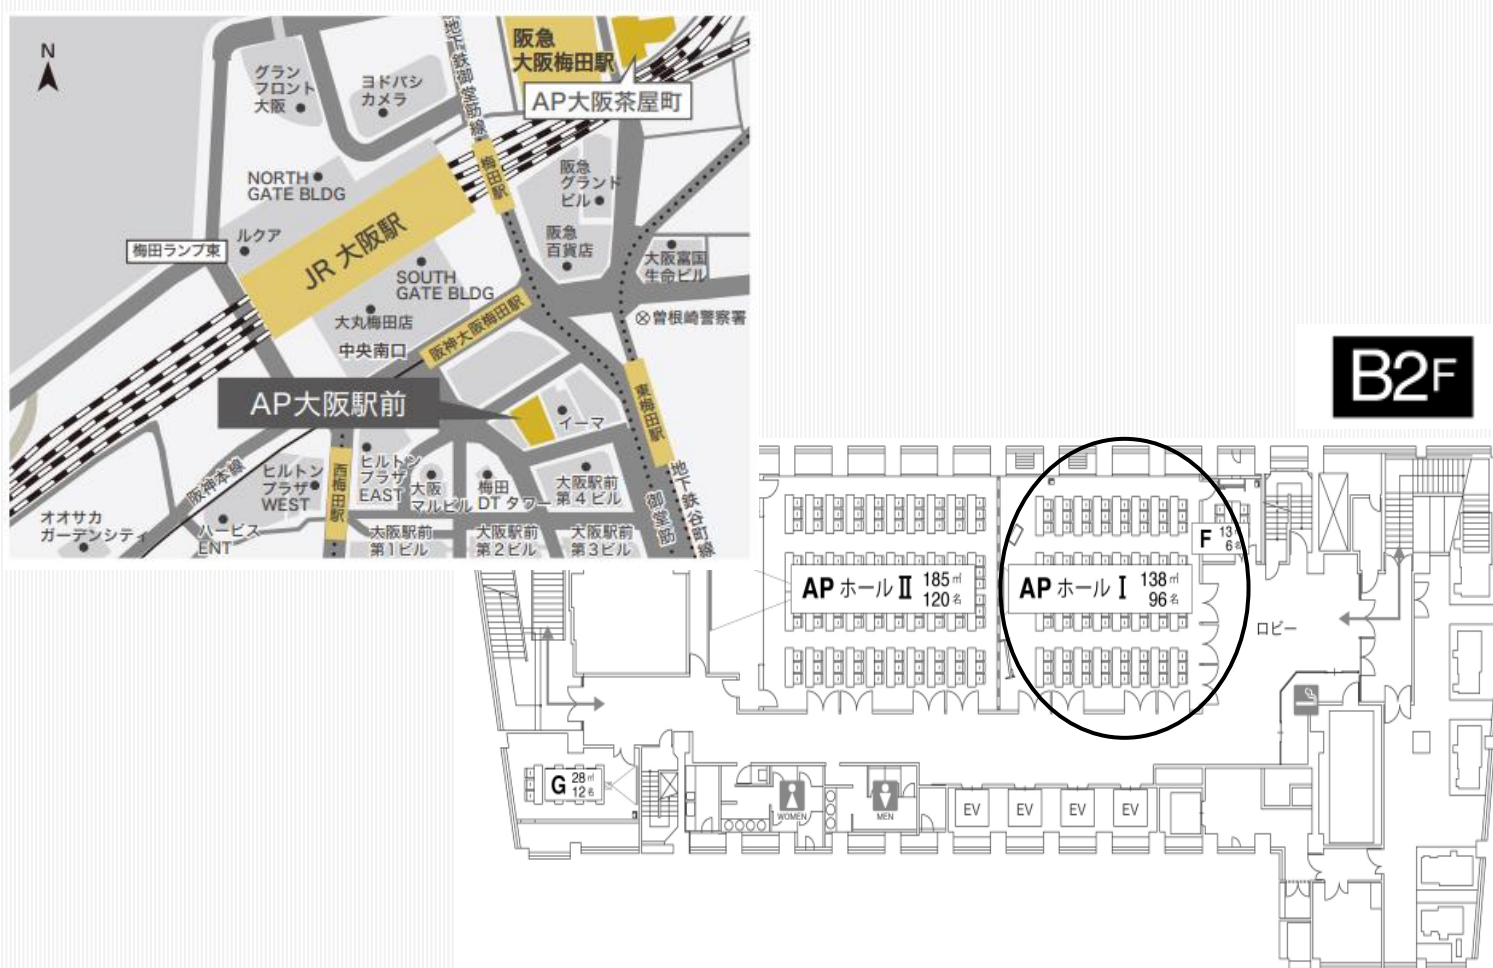 N
グラン
フロント
大阪
ヨドバシ
カメラ
地下鉄御堂筋線
阪急
大阪梅田駅
AP大阪茶屋町
梅田駅
NORTH
GATE BLDG
阪急
グランド
ビル
梅田ランプ東
ルクア
JR 大阪駅
阪急
百貨店
大阪富国
生命ビル
SOUTH
GATE BLDG
大丸梅田店
中央南口
阪神大阪梅田駅
曽根崎警察署
AP大阪駅前
イーマ
東梅田駅
阪神本線
ヒルトン
プラザ
WEST
西梅田駅
ヒルトン
プラザ
EAST
大阪
マルビル
梅田
DT タワー
大阪駅前
第4ビル
地下鉄谷町線
御堂筋
オオサカ
ガーデンシティ
ハービス
ENT
大阪駅前
第1ビル
大阪駅前
第2ビル
大阪駅前
第3ビル
B2F
AP ホール Ⅱ 185㎡
120名
AP ホール Ⅰ 138㎡
96名
F 13
6名
ロビー
G 28㎡
12名
WOMEN
MEN
EV
EV
EV
EV